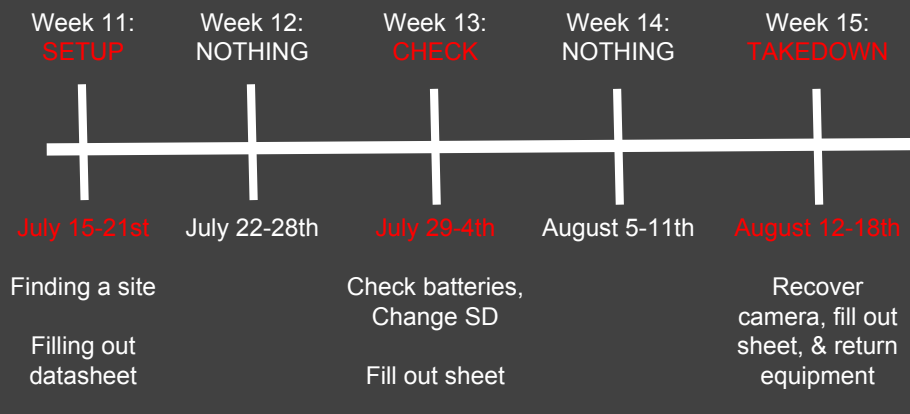 Week 11:
SETUP
Week 12:
NOTHING
Week 13:
CHECK
Week 14:
NOTHING
Week 15:
TAKEDOWN
July 15-21st
July 22-28th
July 29-4th
August 5-11th
August 12-18th
Finding a site
Filling out
datasheet
Check batteries,
Change SD
Fill out sheet
Recover
camera, fill out
sheet, & return
equipment